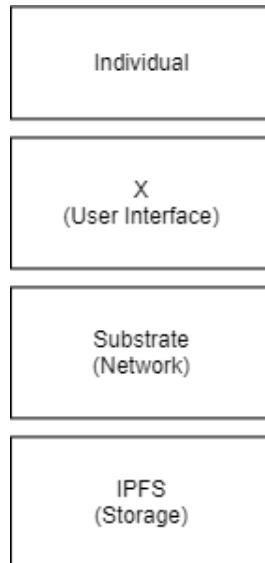 Individual
X
(User Interface)
Substrate
(Network)
IPFS
(Storage)